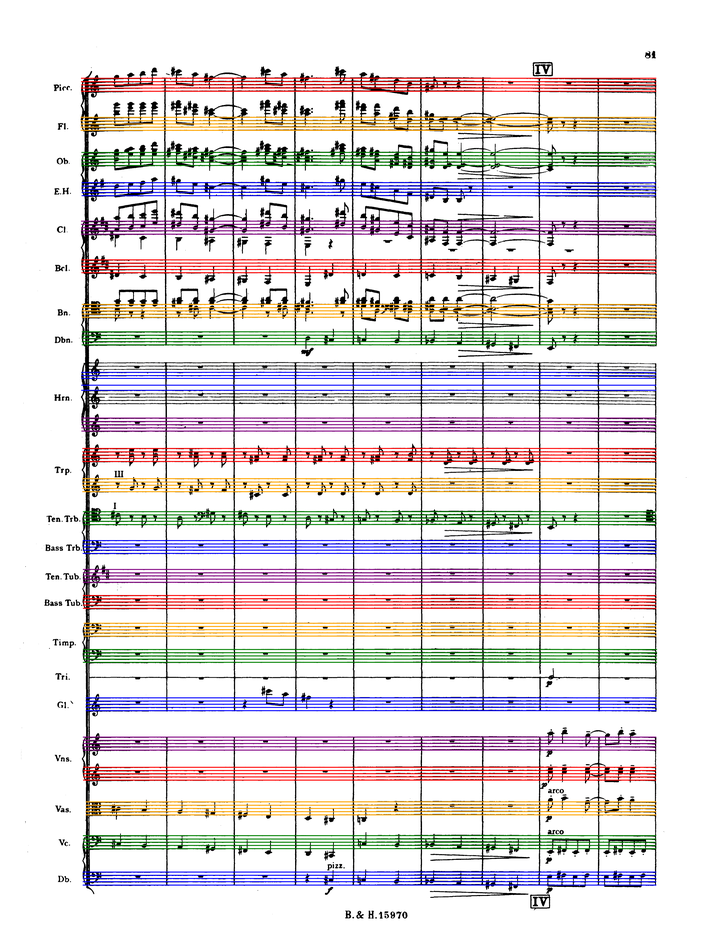 81
IV
Picc.
Fl.
Ob.
E.H.
Cl.
Bcl.
Bn.
Dbn.
mf
Hrn.
Trp.
III
I
Ten. Trb.
Bass Trb.
Ten. Tub.
Bass Tub.
Timp.
Tri.
p
Gl.
Vns.
p
p
arco
Vas.
p
arco
Vc.
p
pizz.
Db.
f
p
IV
B. & H. 15970